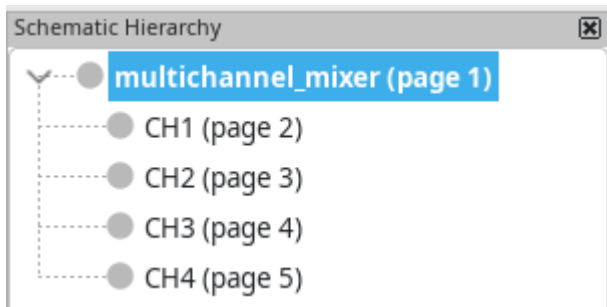 Schematic Hierarchy
multichannel_mixer (page 1)
CH1 (page 2)
CH2 (page 3)
CH3 (page 4)
CH4 (page 5)